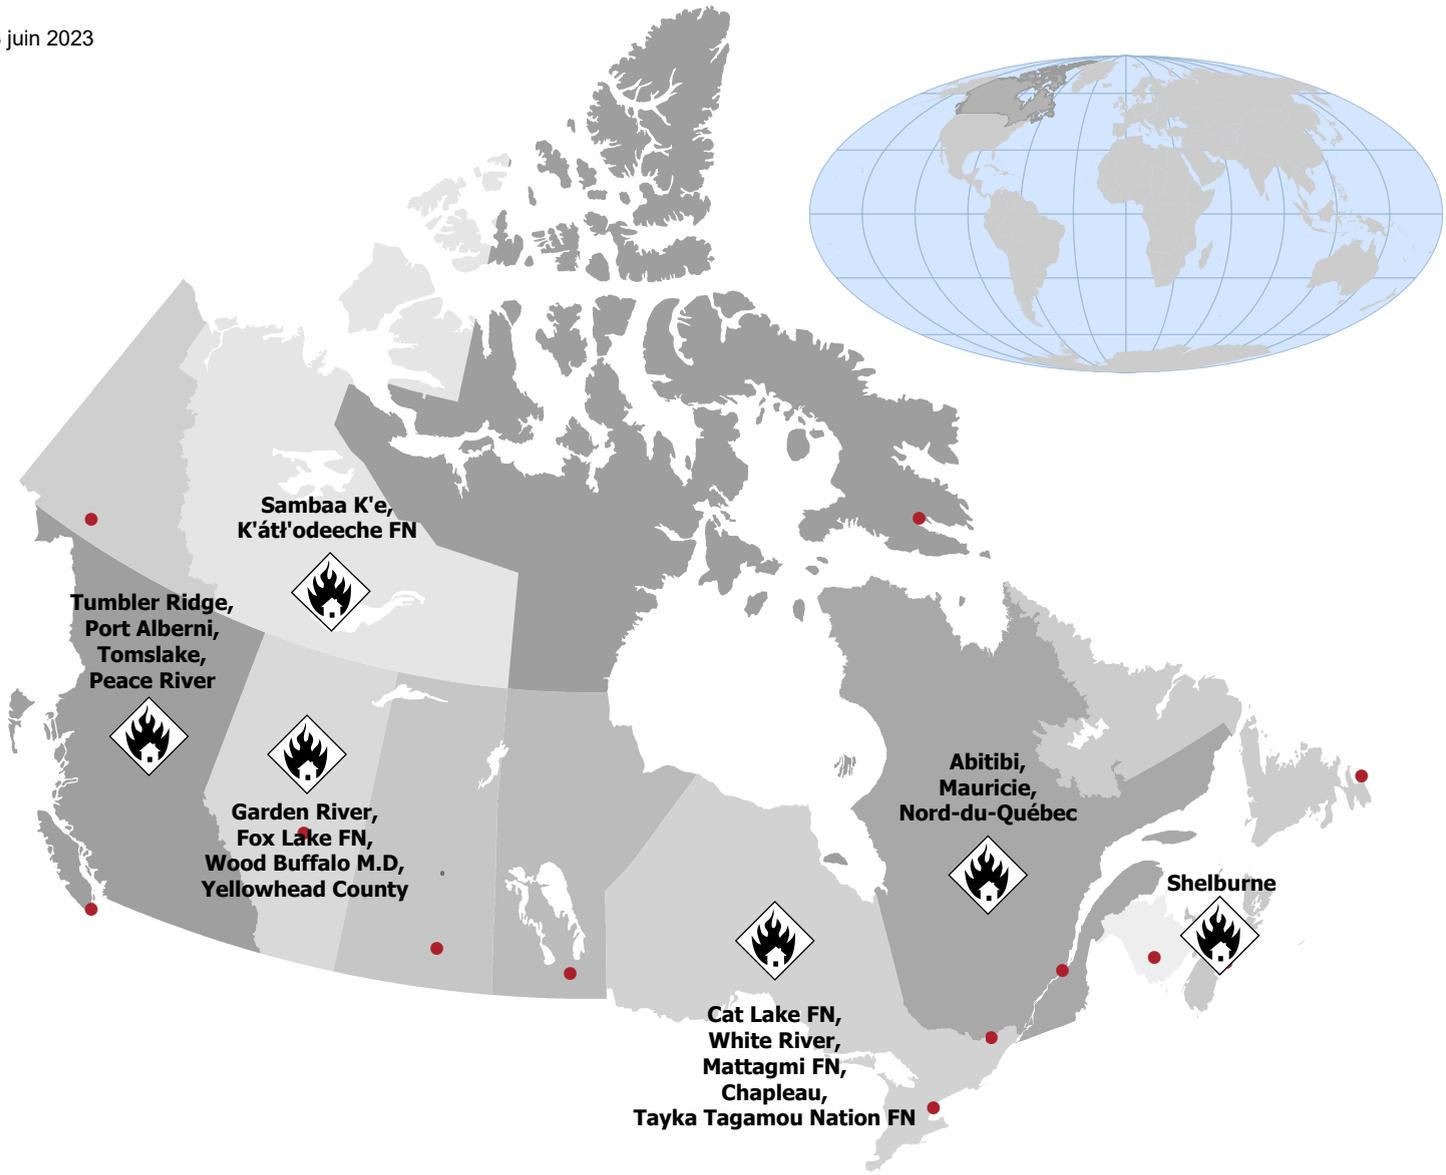 juin 2023
Sambaa K'e,
K'átł'odeeche FN
Tumbler Ridge,
Port Alberni,
Tomslake,
Peace River
Garden River,
Fox Lake FN,
Wood Buffalo M.D,
Yellowhead County
Abitibi,
Mauricie,
Nord-du-Québec
Shelburne
Cat Lake FN,
White River,
Mattagmi FN,
Chapleau,
Tayka Tagamou Nation FN